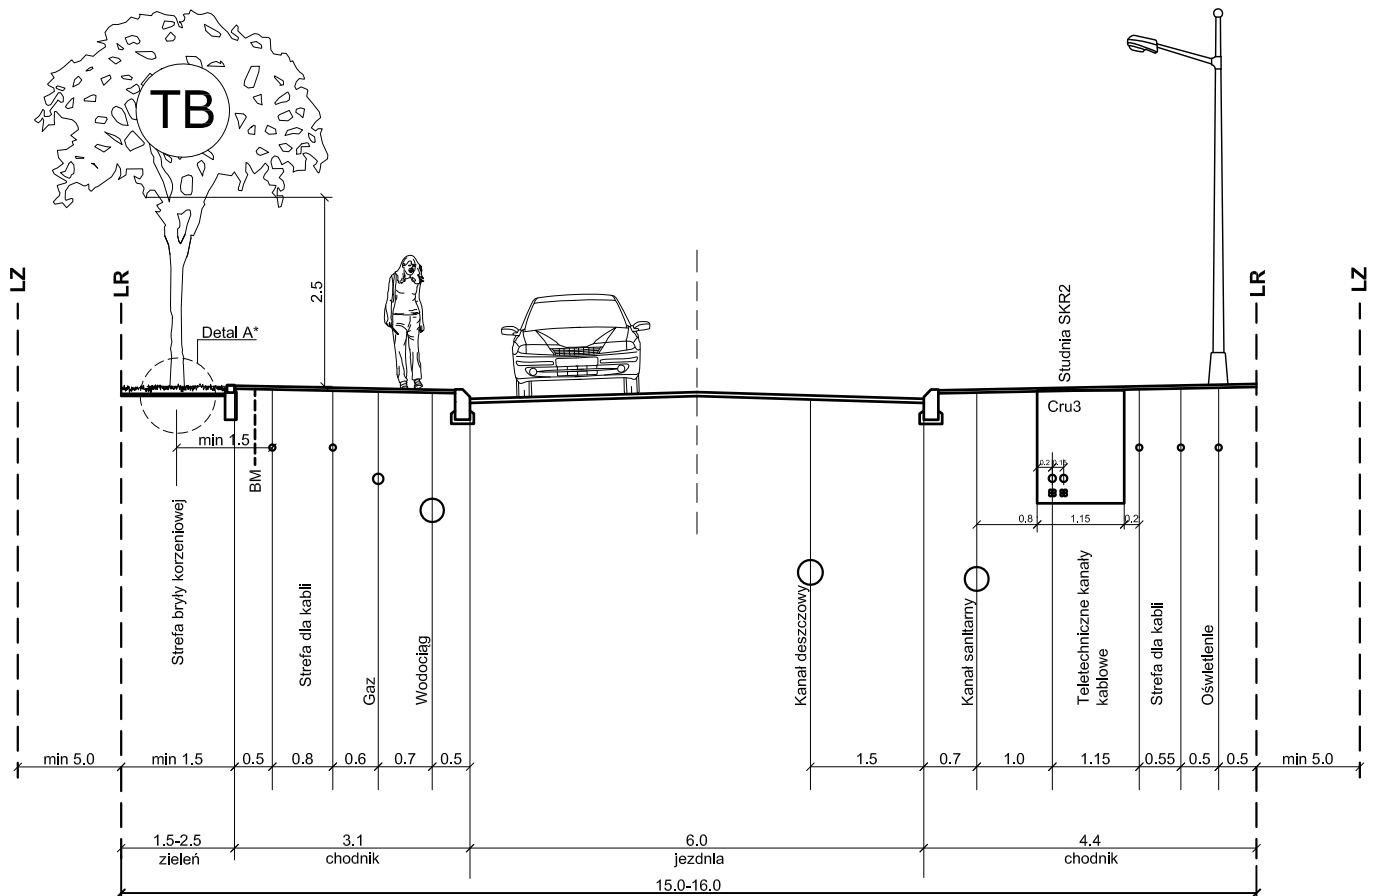 TB
LZ
LR
2.5
Detal A*
Studnia SKR2
LR
LZ
Cru3
min 1.5
BM
0.2
0.15
0,8
1,15
0.2
Strefa bryły korzeniowej
Strefa dla kabli
Gaz
Wodociąg
Kanał deszczowy
Kanał sanitarny
Teletechniczne kanały
kablowe
Strefa dla kabli
Oświetlenie
min 5.0
min 1.5
0.5
0.8
0.6
0.7
0.5
1.5
0.7
1.0
1.15
0.55
0.5
0.5
min 5.0
1.5-2.5
3.1
6.0
4.4
zieleń
chodnik
jezdnia
chodnik
15.0-16.0